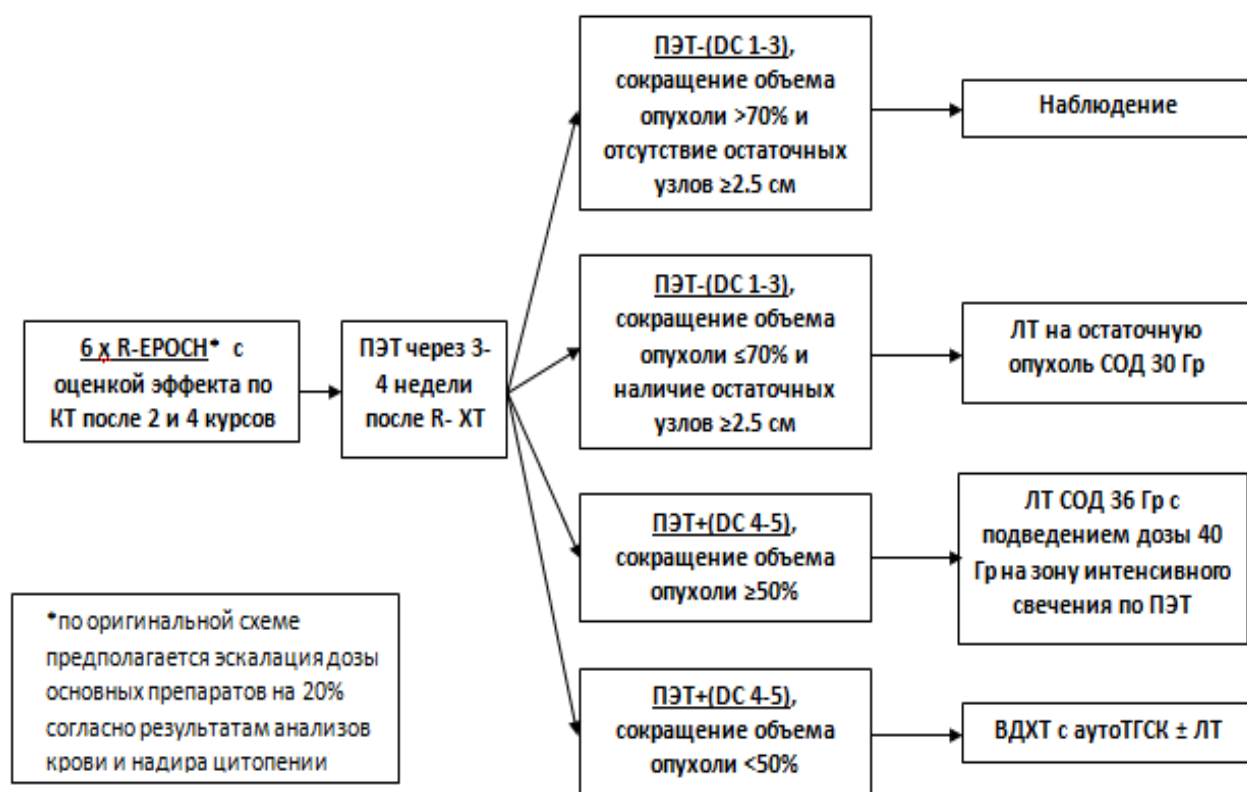 6 x R-EPOCH* с
оценкой эффекта по
КТ после 2 и 4 курсов
ПЭТ через 3-
4 недели
после R- ХТ
ПЭТ-(DC 1-3),
сокращение объема
опухоли >70% и
отсутствие остаточных
узлов ≥2.5 см
Наблюдение
ПЭТ-(DC 1-3),
сокращение объема
опухоли ≤70% и
наличие остаточных
узлов ≥2.5 см
ЛТ на остаточную
опухоль СОД 30 Гр
ПЭТ+(DC 4-5),
сокращение объема
опухоли ≥50%
ЛТ СОД 36 Гр с
подведением дозы 40
Гр на зону интенсивного
свечения по ПЭТ
ПЭТ+(DC 4-5),
сокращение объема
опухоли <50%
ВДХТ с аутоТГСК ± ЛТ
*по оригинальной схеме
предполагается эскалация дозы
основных препаратов на 20%
согласно результатам анализов
крови и надира цитопении